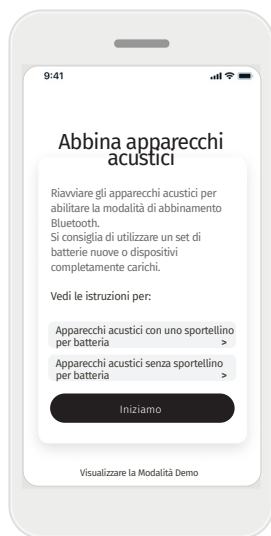 9:41
Abbina apparecchi
acustici
Riavviare gli apparecchi acustici per
abilitare la modalità di abbinamento
Bluetooth.
Si consiglia di utilizzare un set di
batterie nuove o dispositivi
completamente carichi.
Vedi le istruzioni per:
Apparecchi acustici con uno sportellino
per batteria >
Apparecchi acustici senza sportellino
per batteria >
Iniziamo
Visualizzare la Modalità Demo